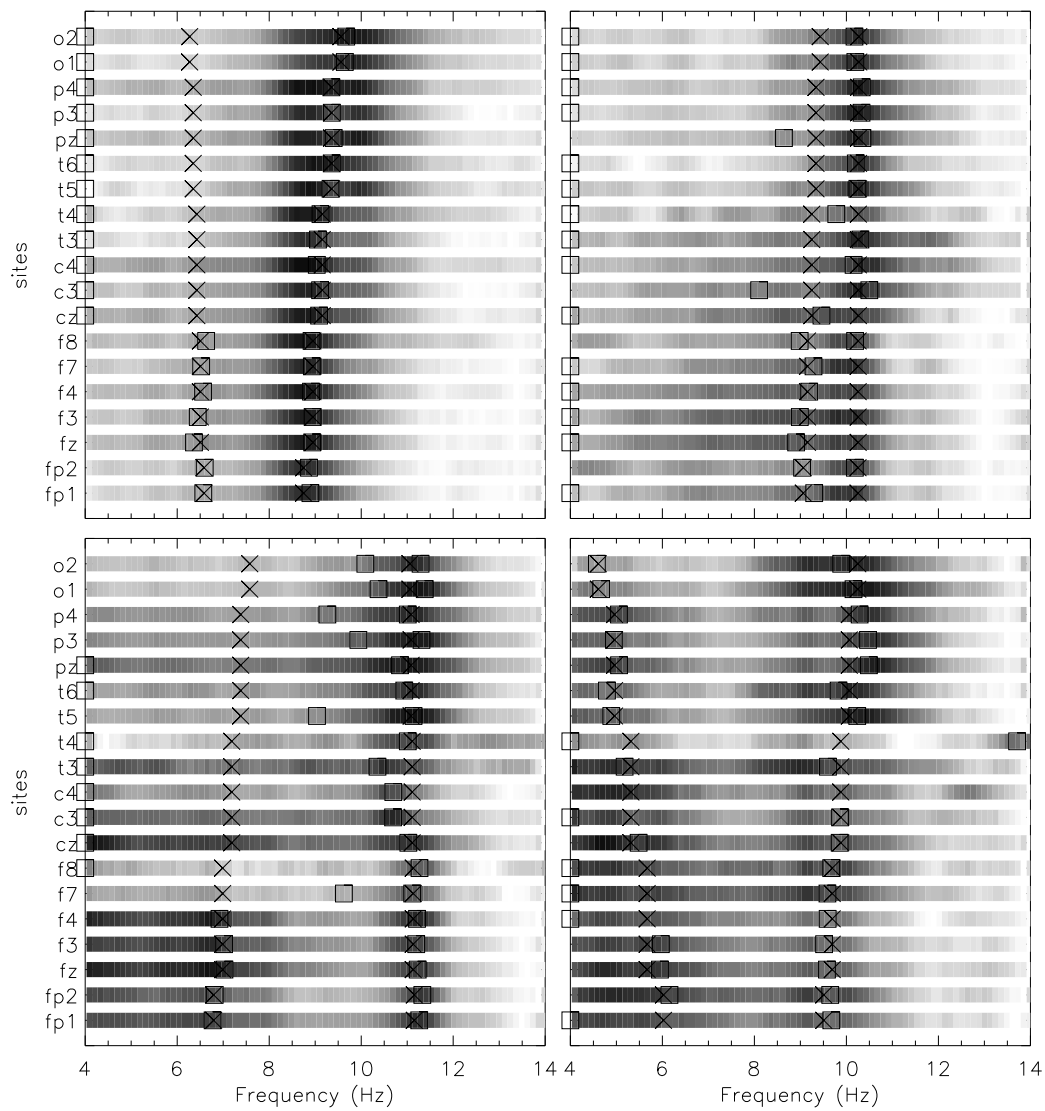 o2
o1
p4
p3
pz
t6
t5
t4
t3
c4
c3
cz
f8
f7
f4
f3
fz
fp2
fp1
sites
o2
o1
p4
p3
pz
t6
t5
t4
t3
c4
c3
cz
f8
f7
f4
f3
fz
fp2
fp1
sites
4 6 8 10 12 14 4 6 8 10 12 14
Frequency (Hz) Frequency (Hz)